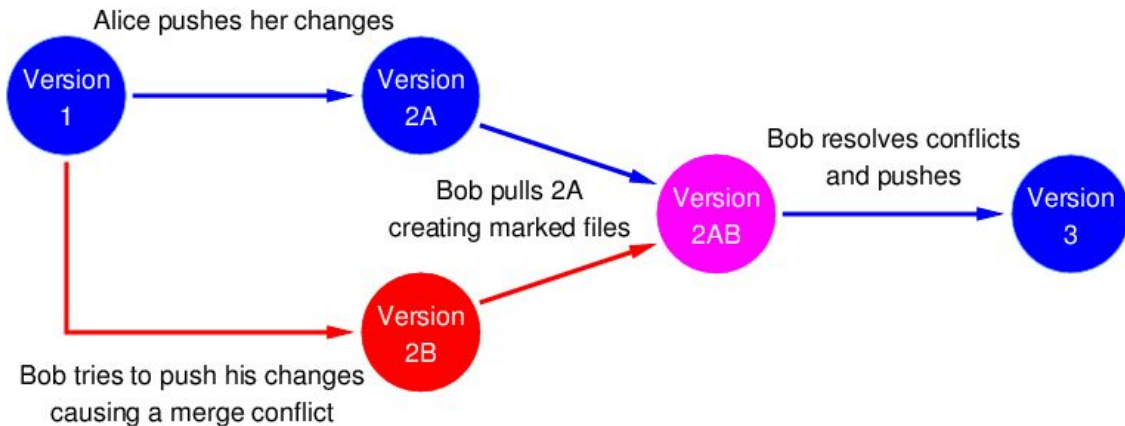 Alice pushes her changes
Version
1
Version
2A
Bob pulls 2A
creating marked files
Version
2AB
Bob resolves conflicts
and pushes
Version
3
Version
2B
Bob tries to push his changes
causing a merge conflict